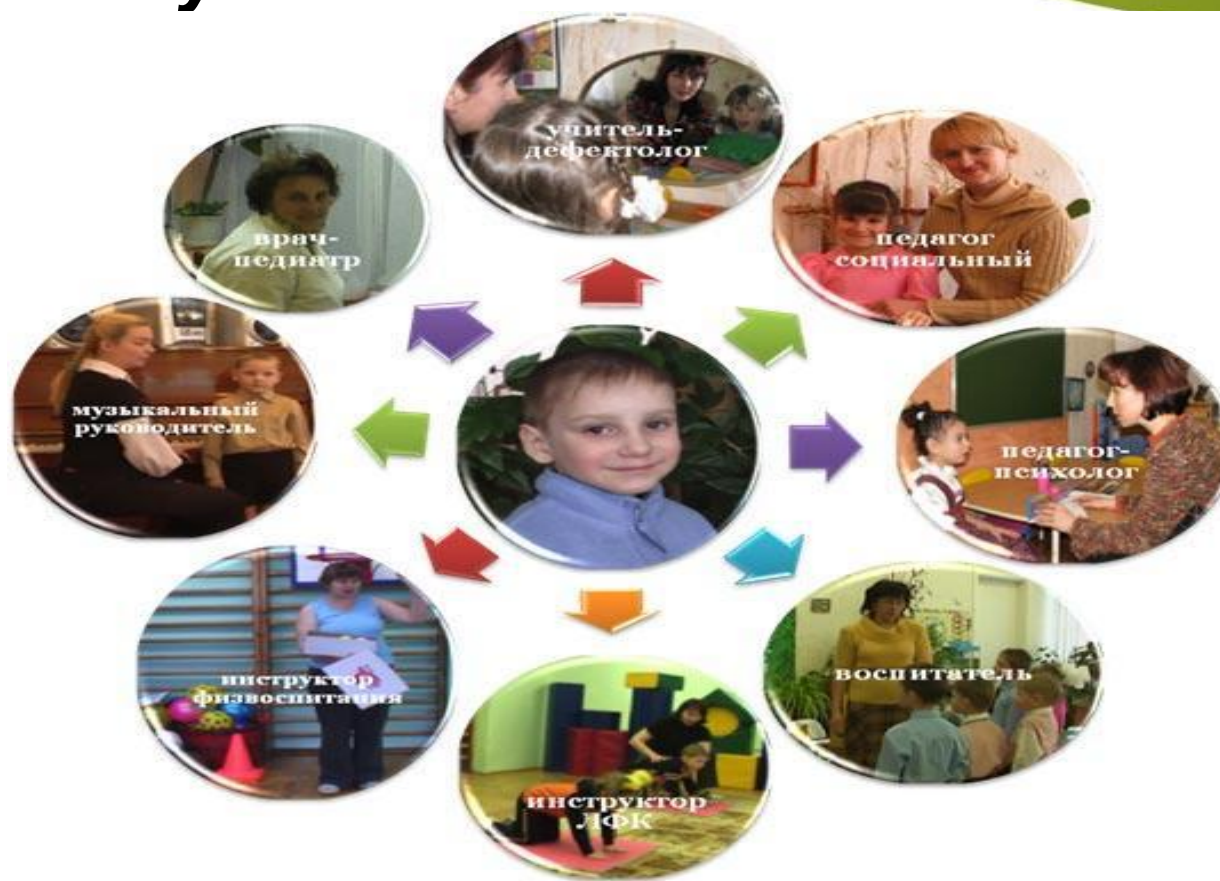 учитель-
дефектолог
педагог
социальный
педагог-
психолог
воспитатель
инструктор
ЛФК
инструктор
физвоспитания
музыкальный
руководитель
врач-
педиатр